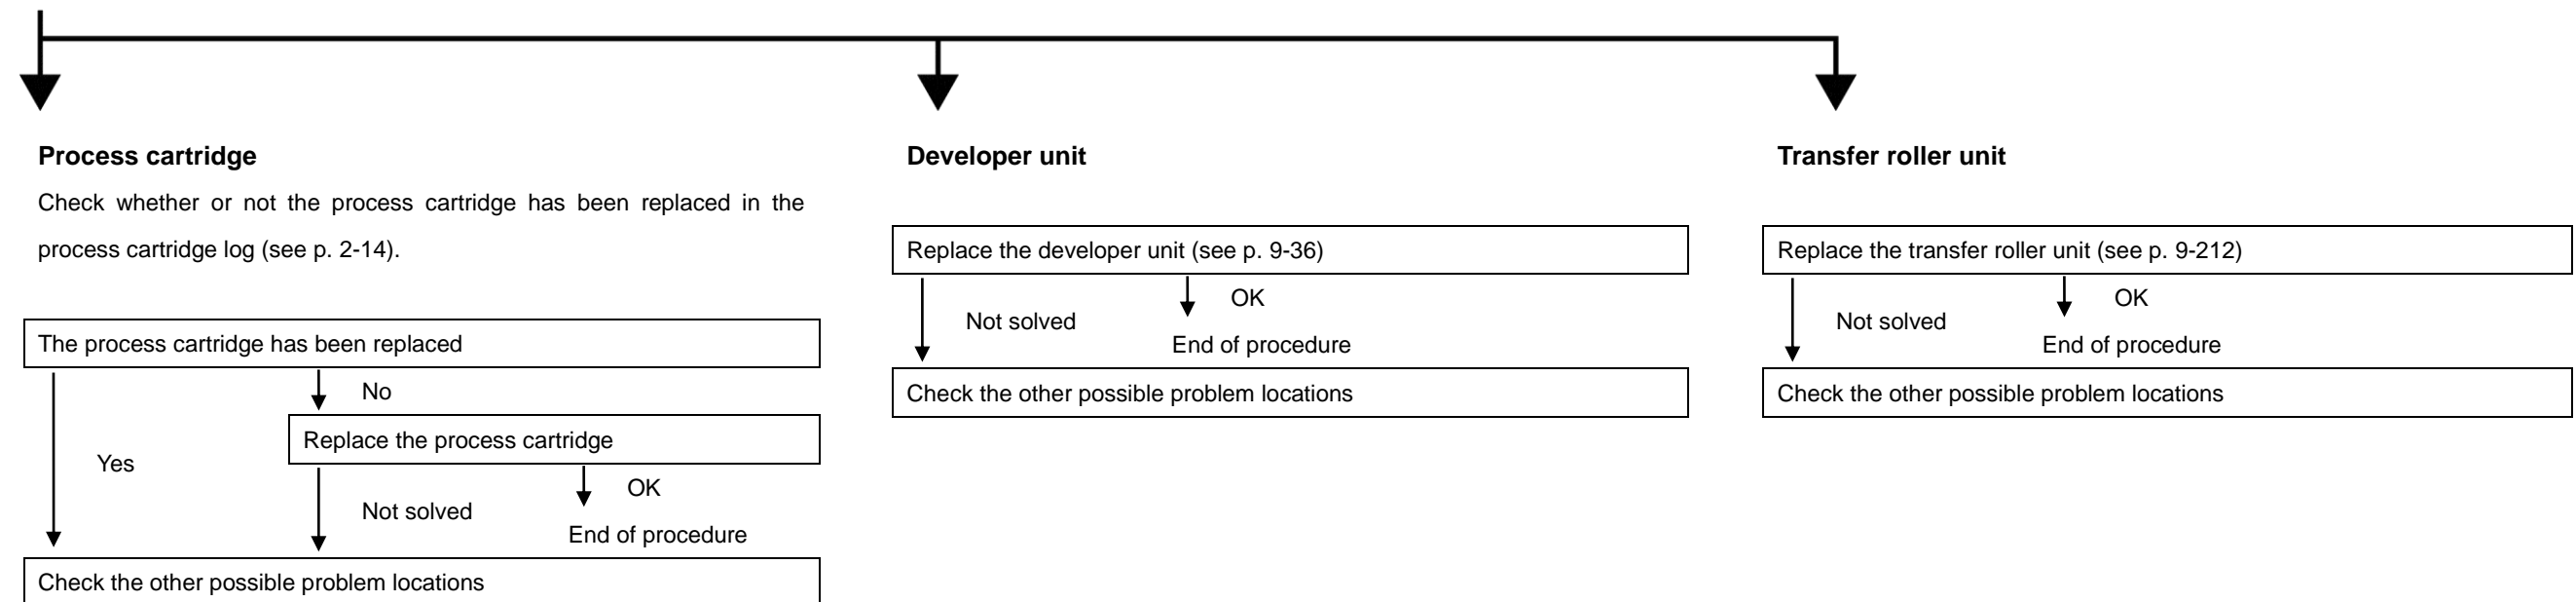 Process cartridge
Check whether or not the process cartridge has been replaced in the
process cartridge log (see p. 2-14).
The process cartridge has been replaced
No
Replace the process cartridge
Yes
OK
Not solved
End of procedure
Check the other possible problem locations
Developer unit
Replace the developer unit (see p. 9-36)
OK
Not solved
End of procedure
Check the other possible problem locations
Transfer roller unit
Replace the transfer roller unit (see p. 9-212)
OK
Not solved
End of procedure
Check the other possible problem locations